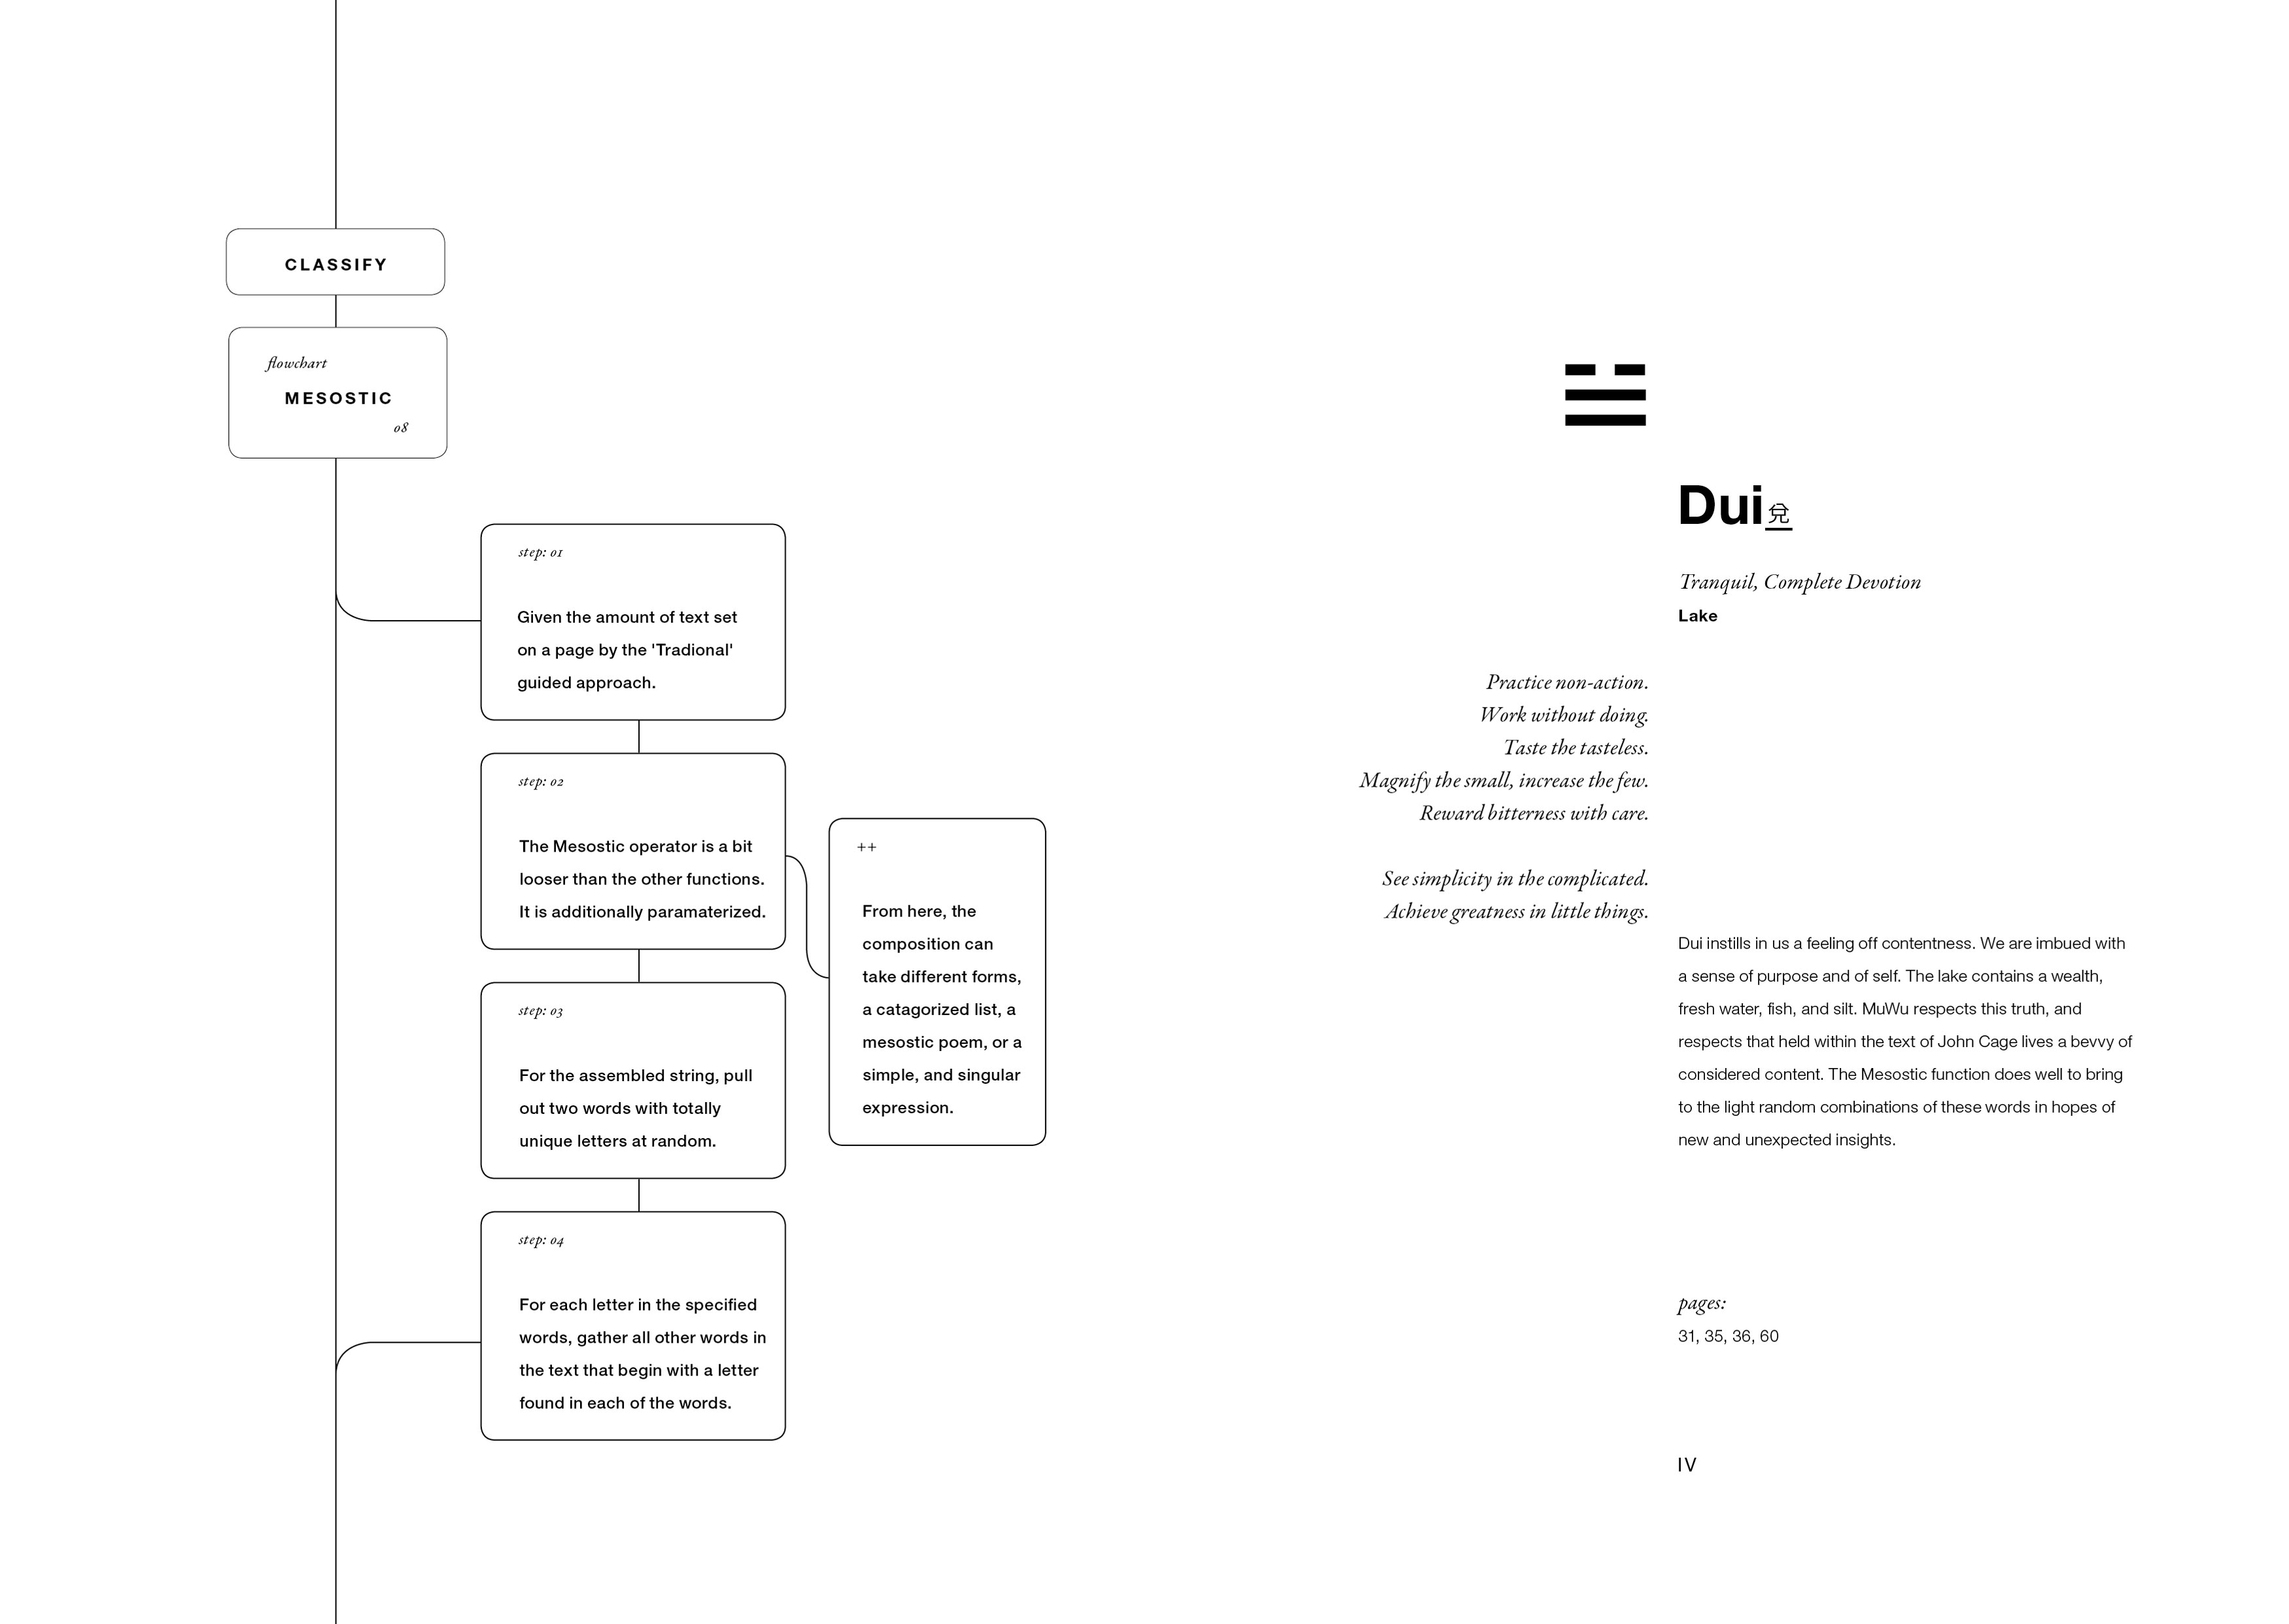 CLASSIFY
flowchart
MESOSTIC
08
step: 01
Given the amount of text set
on a page by the 'Tradional'
guided approach.
step: 02
The Mesostic operator is a bit
looser than the other functions.
It is additionally paramaterized.
++
From here, the
composition can
take different forms,
a catagorized list, a
mesostic poem, or a
simple, and singular
expression.
step: 03
For the assembled string, pull
out two words with totally
unique letters at random.
step: 04
For each letter in the specified
words, gather all other words in
the text that begin with a letter
found in each of the words.
Dui兌
Tranquil, Complete Devotion
Lake
Practice non-action.
Work without doing.
Taste the tasteless.
Magnify the small, increase the few.
Reward bitterness with care.
See simplicity in the complicated.
Achieve greatness in little things.
Dui instills in us a feeling off contentness. We are imbued with
a sense of purpose and of self. The lake contains a wealth,
fresh water, fish, and silt. MuWu respects this truth, and
respects that held within the text of John Cage lives a bevvy of
considered content. The Mesostic function does well to bring
to the light random combinations of these words in hopes of
new and unexpected insights.
pages:
31, 35, 36, 60
IV